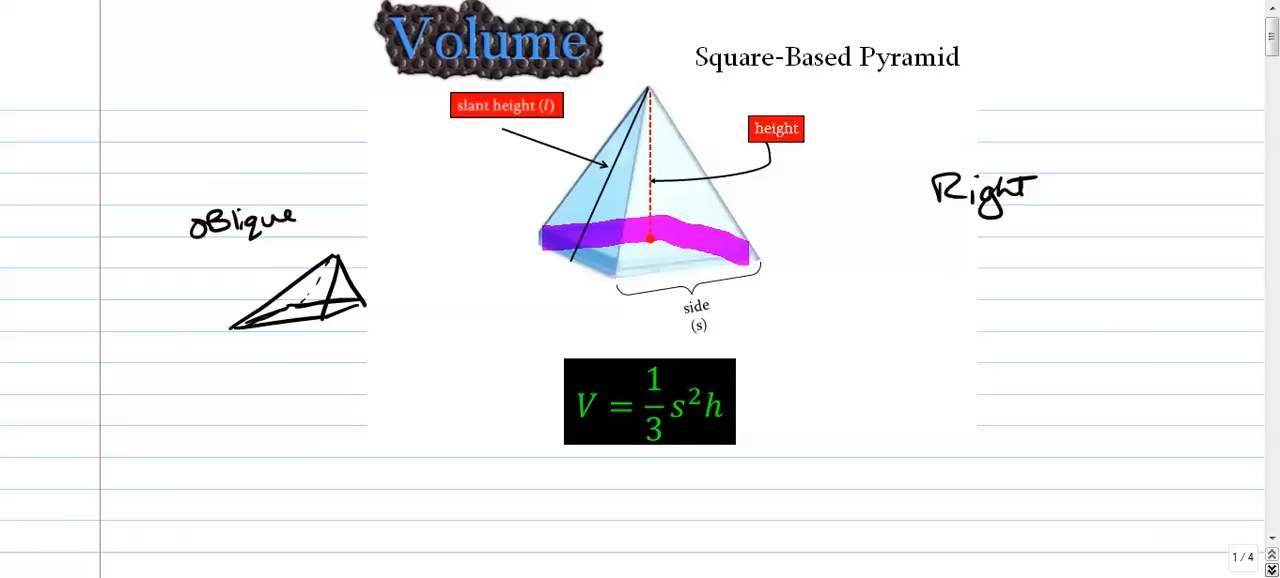 Volume
Square-Based Pyramid
slant height (l)
height
Right
oBlique
side
(s)
V = 1/3 s²h
1 / 4